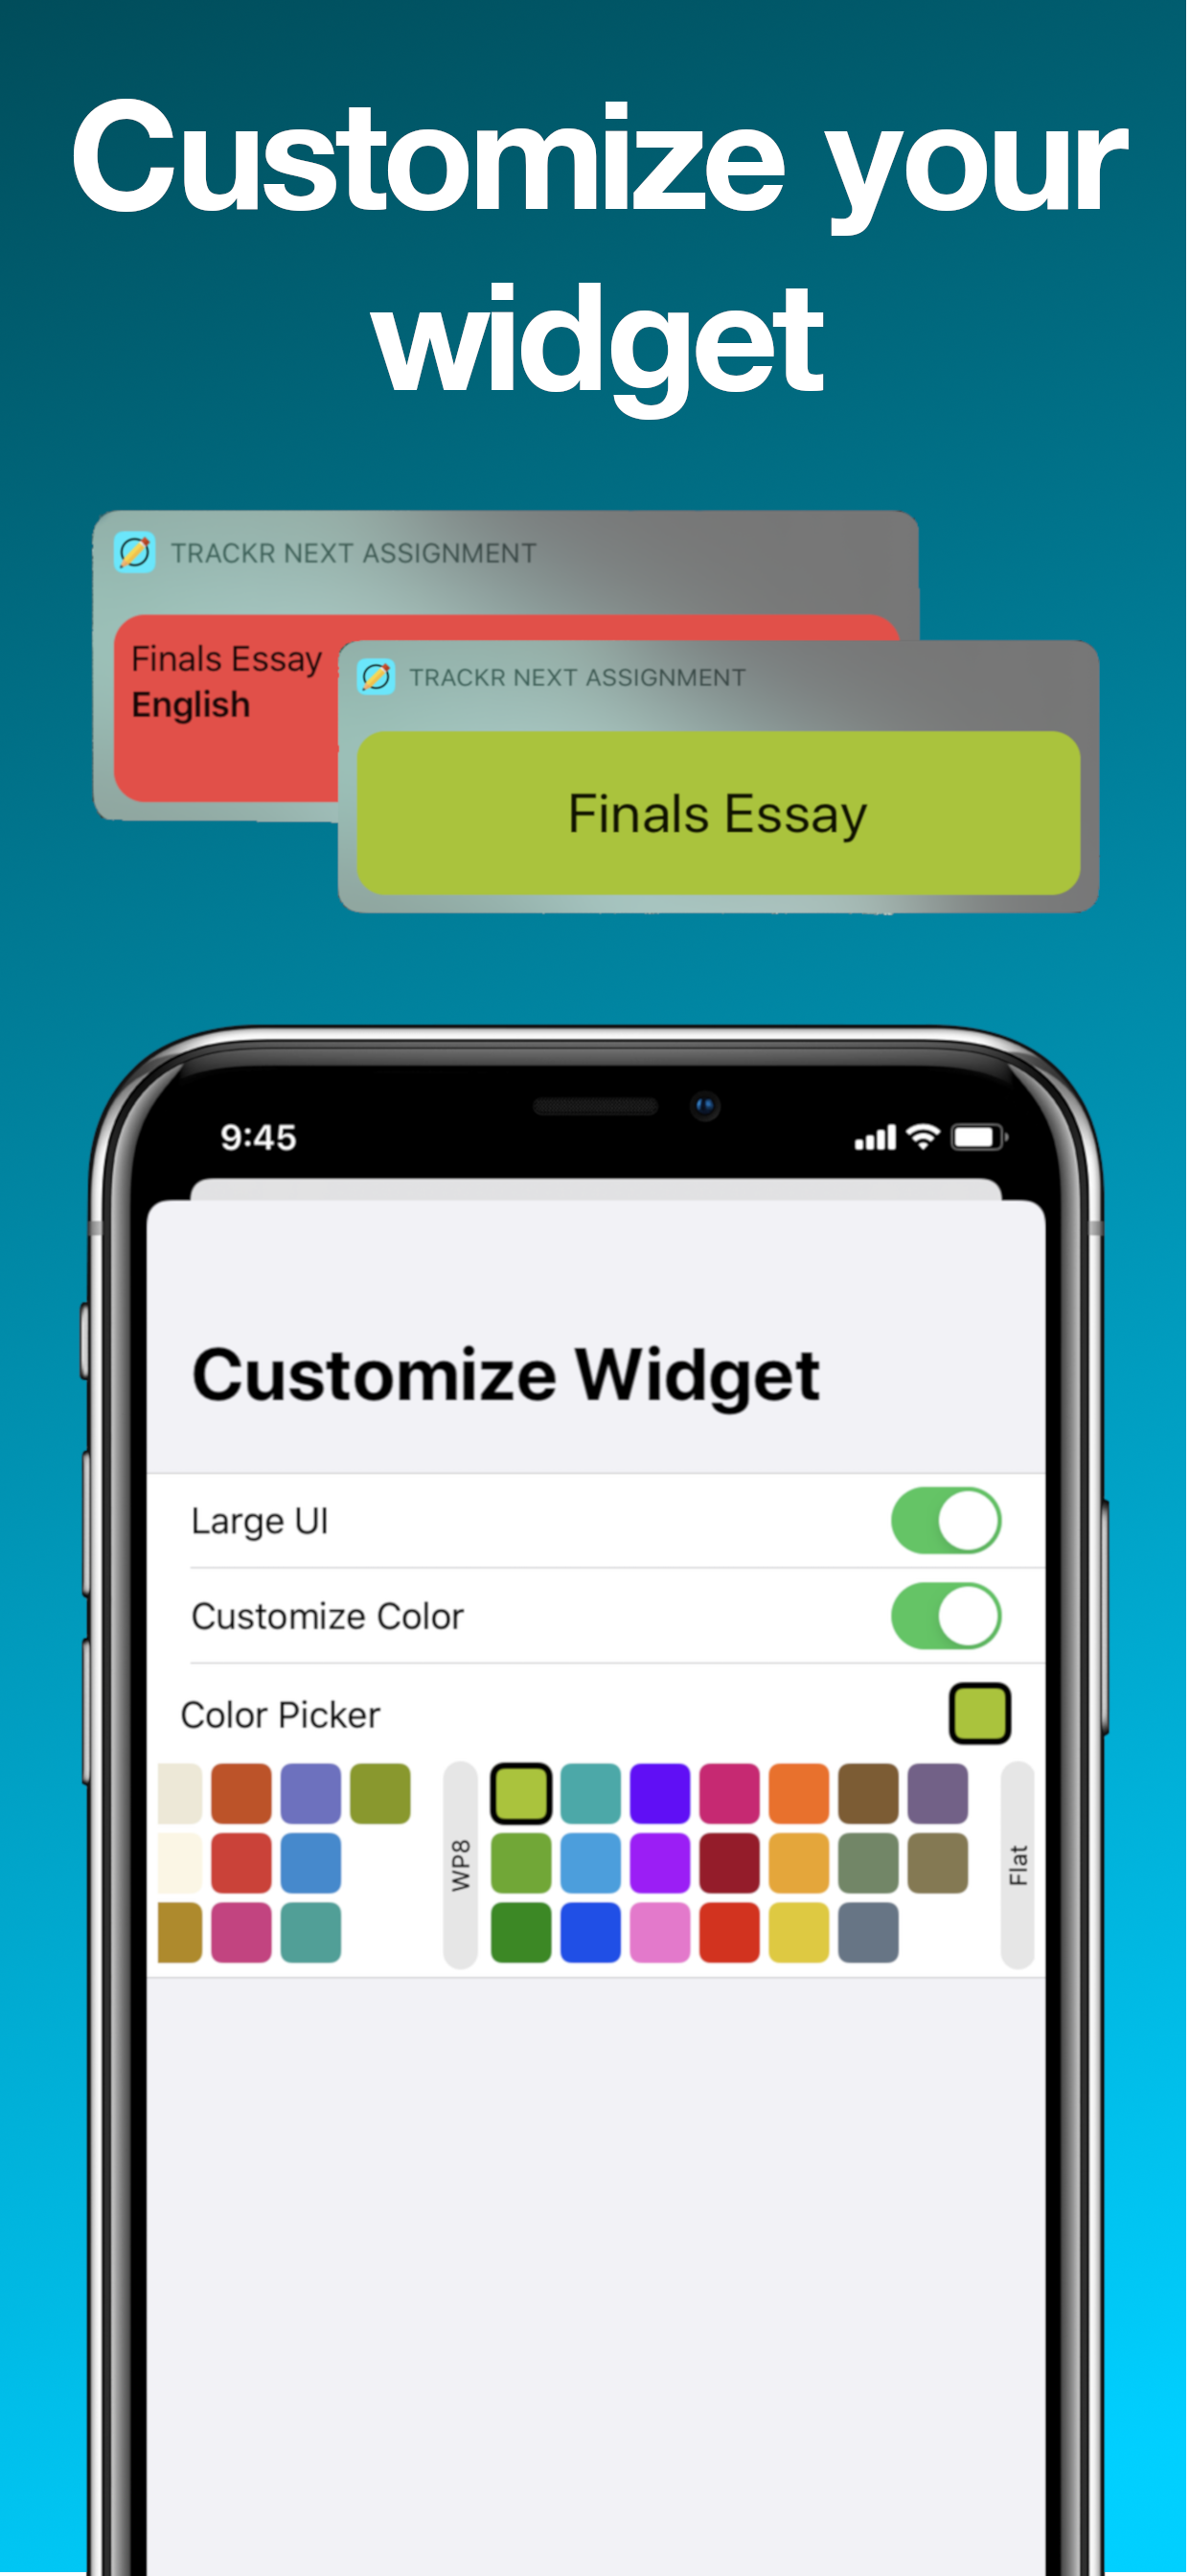 Customize your
widget
TRACKR NEXT ASSIGNMENT
Finals Essay
English
TRACKR NEXT ASSIGNMENT
Finals Essay
9:45
Customize Widget
Large UI
Customize Color
Color Picker
WP8
Flat